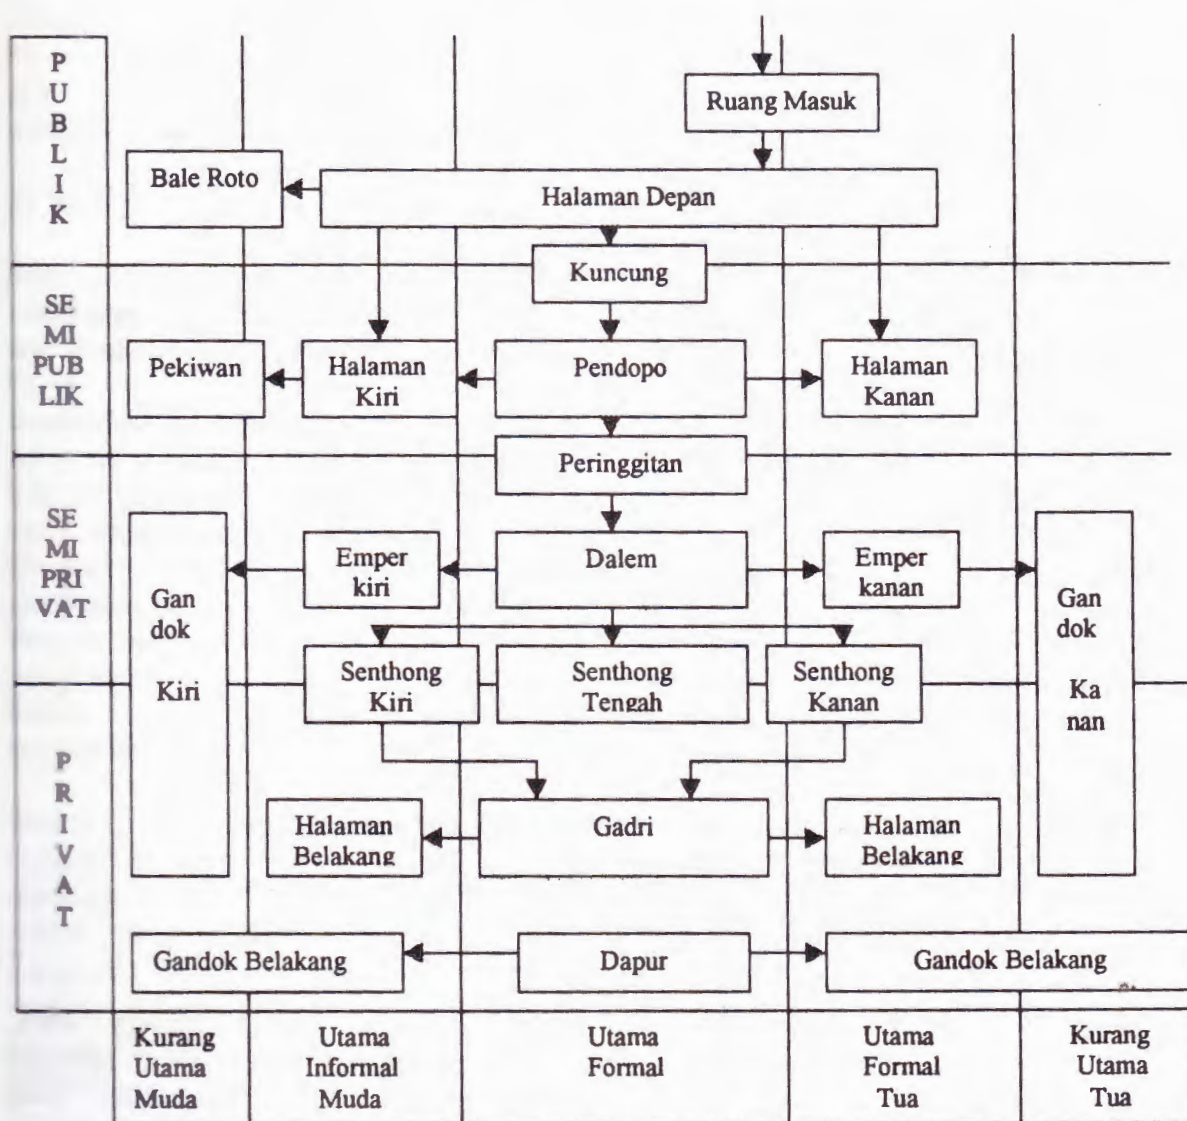 P
U
B
L
I
K
Ruang Masuk
Bale Roto
Halaman Depan
Kuncung
SE
MI
PUB
LIK
Pekiwan
Halaman
Kiri
Pendopo
Halaman
Kanan
Peringgitan
SE
MI
PRI
VAT
Gan
dok
Kiri
Emper
kiri
Dalem
Emper
kanan
Gan
dok
Ka
nan
Senthong
Kiri
Senthong
Tengah
Senthong
Kanan
P
R
I
V
A
T
Halaman
Belakang
Gadri
Halaman
Belakang
Gandok Belakang
Dapur
Gandok Belakang
Kurang
Utama
Muda
Utama
Informal
Muda
Utama
Formal
Utama
Formal
Tua
Kurang
Utama
Tua